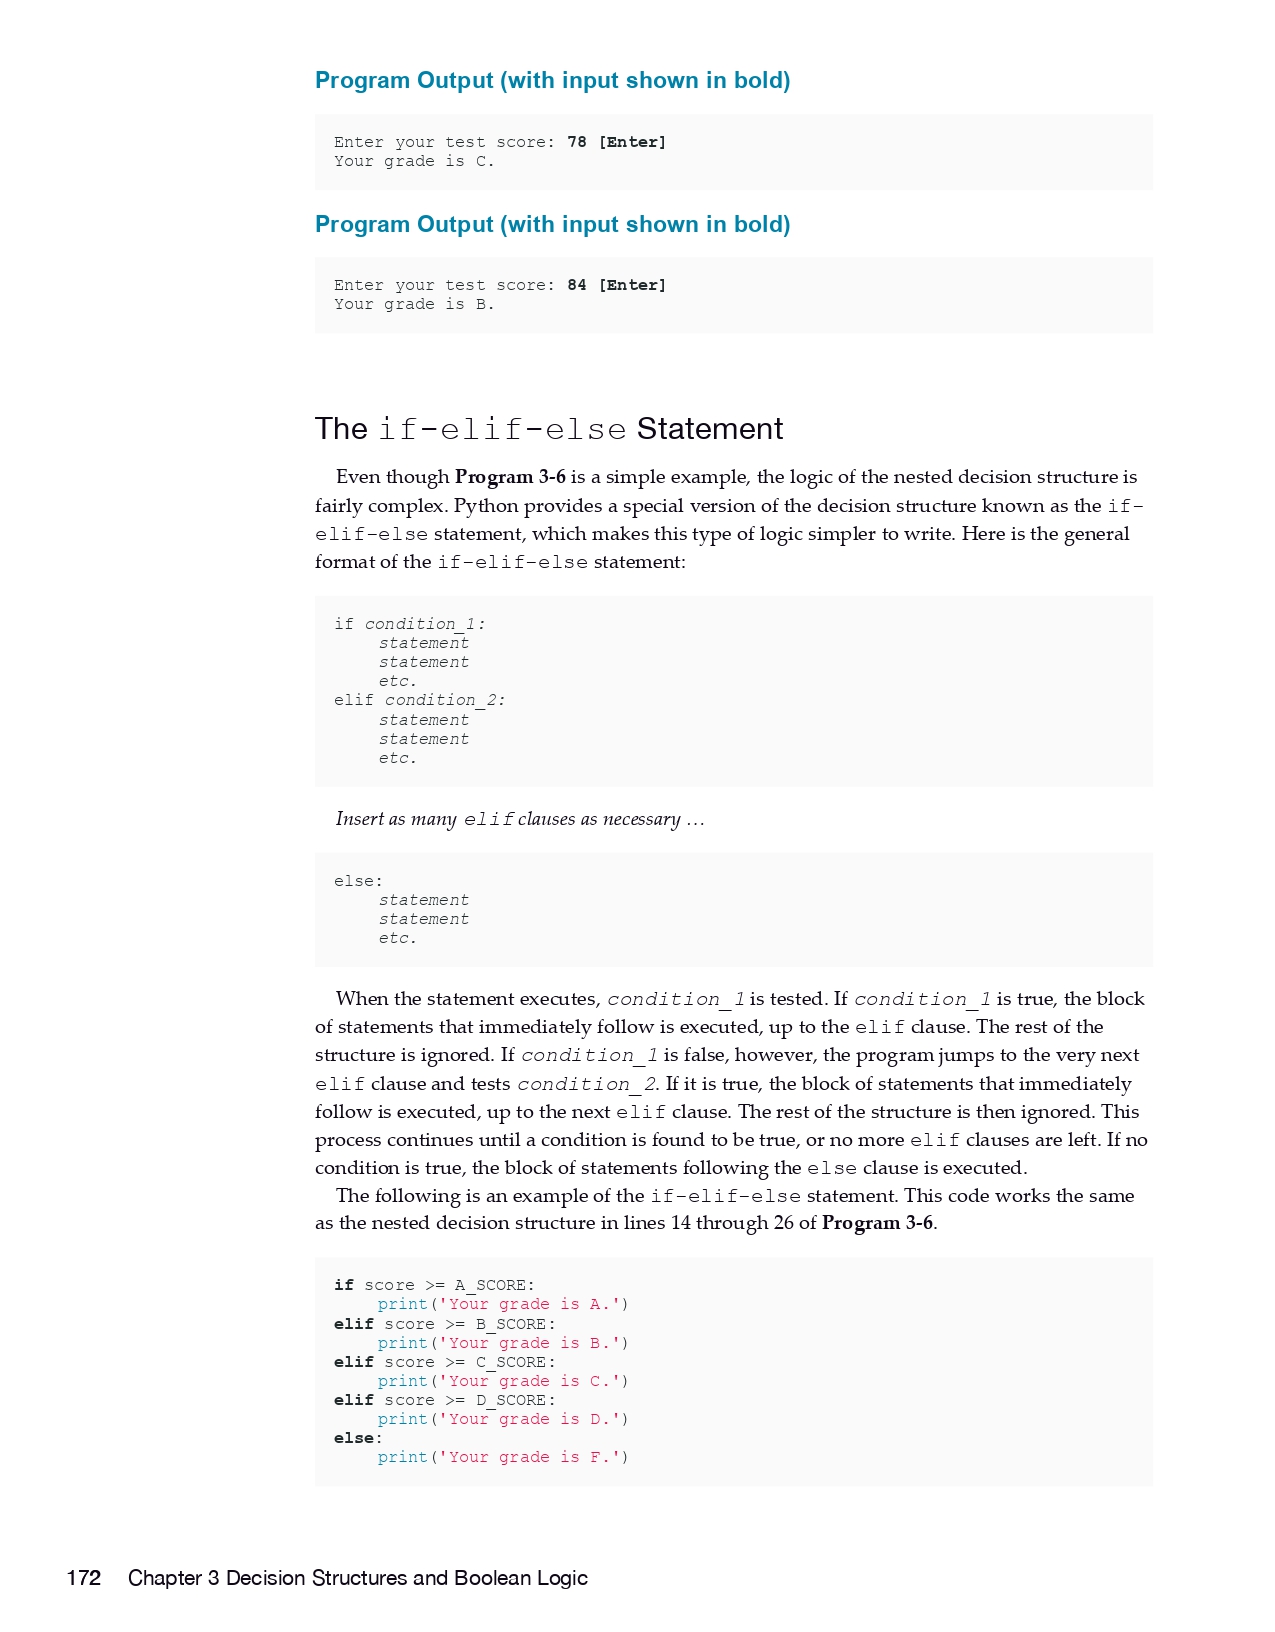 Program Output (with input shown in bold)
Enter your test score: 78 [Enter]
Your grade is C.
Program Output (with input shown in bold)
Enter your test score: 84 [Enter]
Your grade is B.
The if-elif-else Statement
Even though Program 3-6 is a simple example, the logic of the nested decision structure is
fairly complex. Python provides a special version of the decision structure known as the if-
elif-else statement, which makes this type of logic simpler to write. Here is the general
format of the if-elif-else statement:
if condition_1:
statement
statement
etc.
elif condition_2:
statement
statement
etc.
Insert as many elif clauses as necessary …
else:
statement
statement
etc.
When the statement executes, condition_1 is tested. If condition_1 is true, the block
of statements that immediately follow is executed, up to the elif clause. The rest of the
structure is ignored. If condition_1 is false, however, the program jumps to the very next
elif clause and tests condition_2. If it is true, the block of statements that immediately
follow is executed, up to the next elif clause. The rest of the structure is then ignored. This
process continues until a condition is found to be true, or no more elif clauses are left. If no
condition is true, the block of statements following the else clause is executed.
The following is an example of the if-elif-else statement. This code works the same
as the nested decision structure in lines 14 through 26 of Program 3-6.
if score >= A_SCORE:
print('Your grade is A.')
elif score >= B_SCORE:
print('Your grade is B.')
elif score >= C_SCORE:
print('Your grade is C.')
elif score >= D_SCORE:
print('Your grade is D.')
else:
print('Your grade is F.')
172 Chapter 3 Decision Structures and Boolean Logic